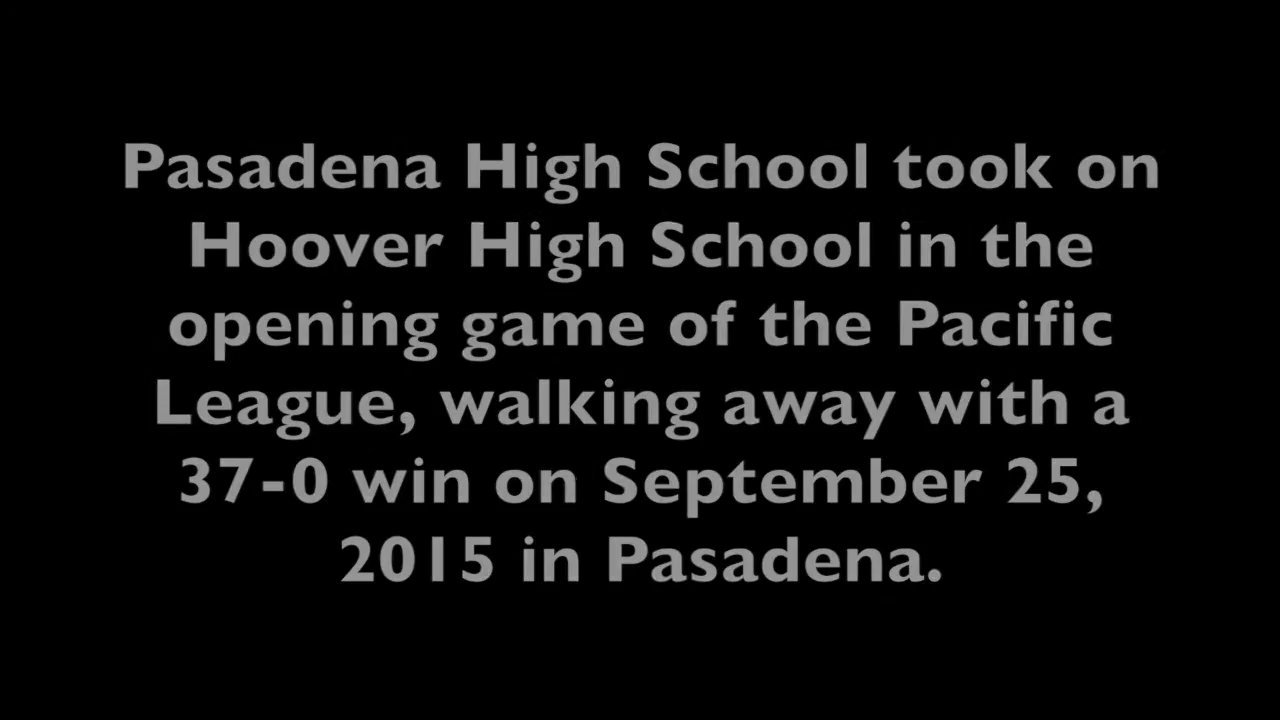 Pasadena High School took on
Hoover High School in the
opening game of the Pacific
League, walking away with a
37-0 win on September 25,
2015 in Pasadena.